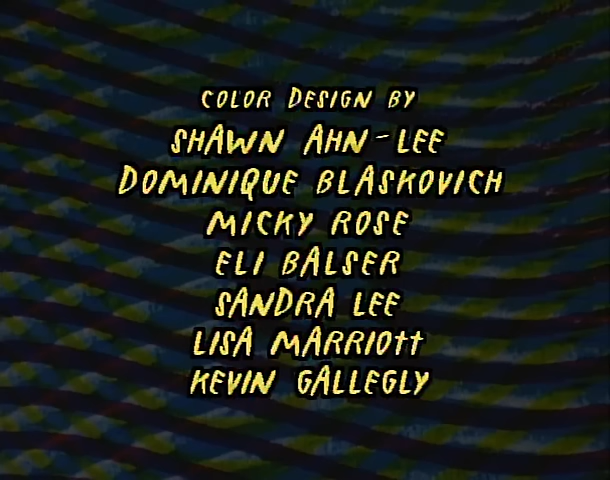 COLOR DESIGN BY
SHAWN AHN-LEE
DOMINIQUE BLASKOVICH
MICKY ROSE
ELI BALSER
SANDRA LEE
LISA MARRIOTT
KEVIN GALLEGLY